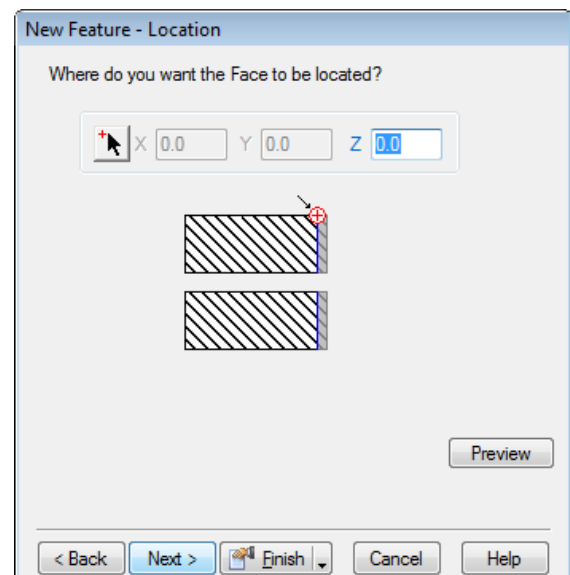 New Feature - Location
Where do you want the Face to be located?
X 0.0 Y 0.0 Z 0.0
Preview
< Back Next > Finish Cancel Help